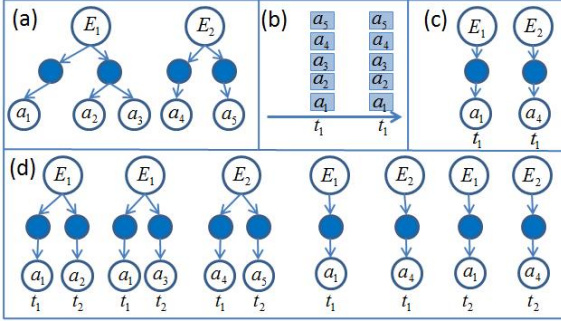 (a) E₁ E₂
a₁ a₂ a₃ a₄ a₅
(b)
a₅ a₅
a₄ a₄
a₃ a₃
a₂ a₂
a₁ a₁
t₁ t₁
(c) E₁ E₂
a₁ a₄
t₁ t₁
(d) E₁ E₁ E₂ E₁ E₂ E₁ E₂
a₁ a₂ a₁ a₃ a₄ a₅ a₁ a₄ a₁ a₄
t₁ t₂ t₁ t₂ t₁ t₂ t₁ t₁ t₂ t₂